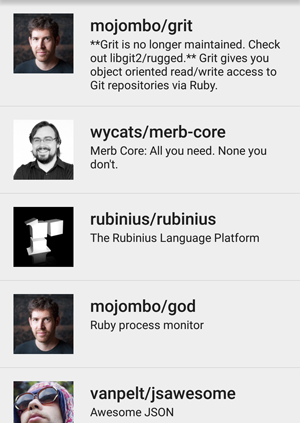 mojombo/grit
**Grit is no longer maintained. Check
out libgit2/rugged.** Grit gives you
object oriented read/write access to
Git repositories via Ruby.
wycats/merb-core
Merb Core: All you need. None you
don't.
rubinius/rubinius
The Rubinius Language Platform
mojombo/god
Ruby process monitor
vanpelt/jsawesome
Awesome JSON